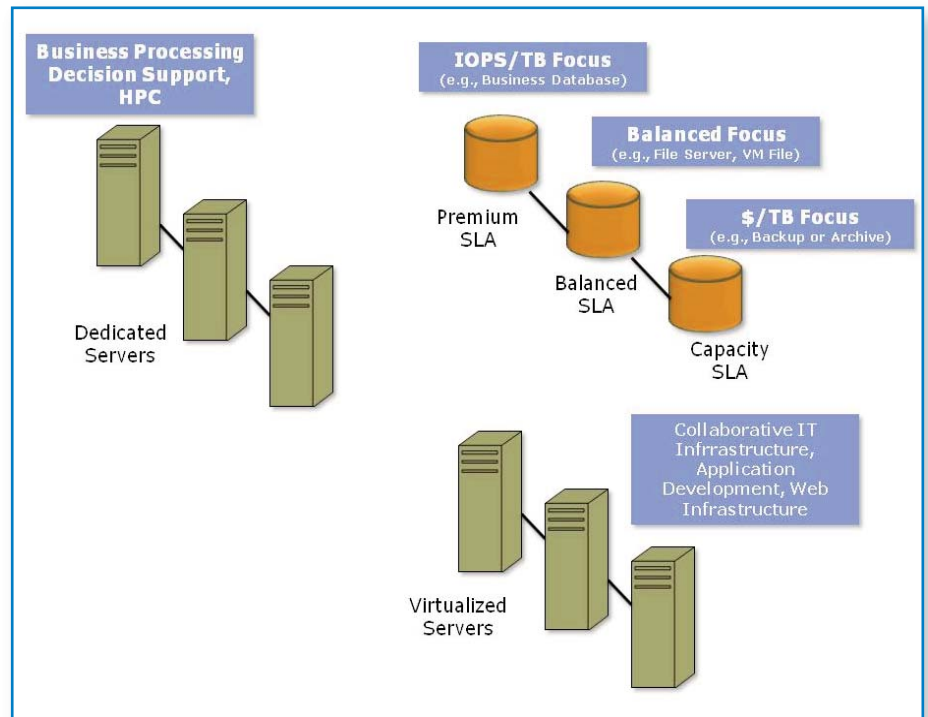 Business Processing
Decision Support,
HPC
Dedicated
Servers
IOPS/TB Focus
(e.g., Business Database)
Premium
SLA
Balanced Focus
(e.g., File Server, VM File)
Balanced
SLA
$/TB Focus
(e.g., Backup or Archive)
Capacity
SLA
Collaborative IT
Infrrastructure,
Application
Development, Web
Infrastructure
Virtualized
Servers